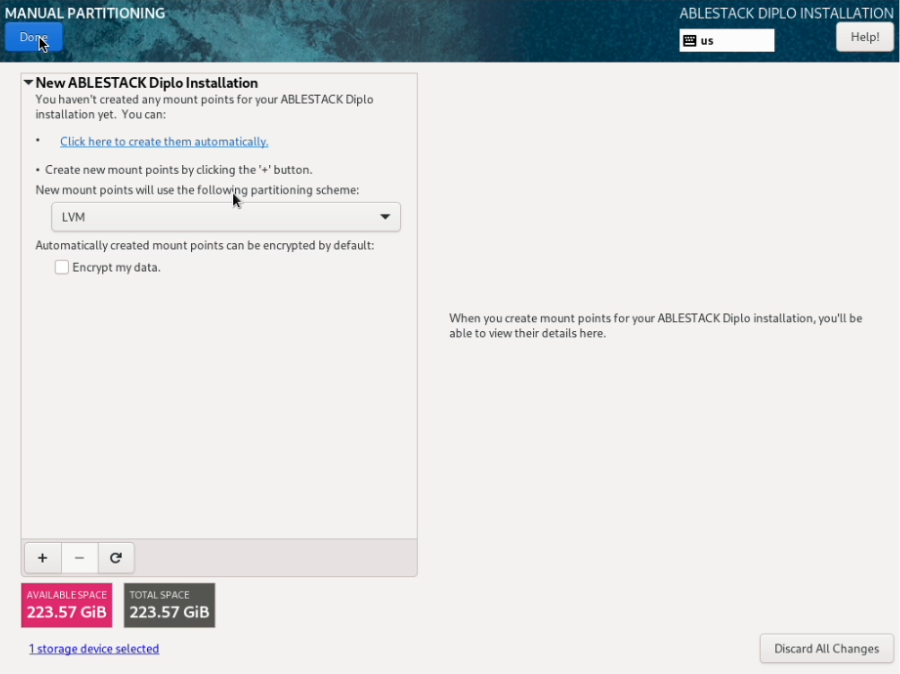 MANUAL PARTITIONING
ABLESTACK DIPLO INSTALLATION
Done
us
Help!
New ABLESTACK Diplo Installation
You haven't created any mount points for your ABLESTACK Diplo
installation yet. You can:
• Click here to create them automatically.
• Create new mount points by clicking the '+' button.
New mount points will use the following partitioning scheme:
LVM
Automatically created mount points can be encrypted by default:
Encrypt my data.
When you create mount points for your ABLESTACK Diplo installation, you'll be
able to view their details here.
+ −
AVAILABLE SPACE
223.57 GiB
TOTAL SPACE
223.57 GiB
1 storage device selected
Discard All Changes